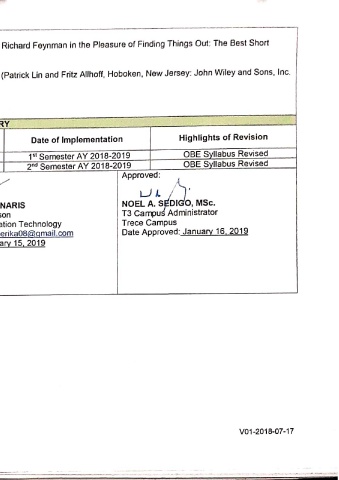 Richard Feynman in the Pleasure of Finding Things Out: The Best Short
(Patrick Lin and Fritz Allhoff, Hoboken, New Jersey: John Wiley and Sons, Inc.
RY
Date of Implementation Highlights of Revision
1st Semester AY 2018-2019 OBE Syllabus Revised
2nd Semester AY 2018-2019 OBE Syllabus Revised
Approved:
NARIS NOEL A. SEDIGO, MSc.
son T3 Campus Administrator
ation Technology Trece Campus
erika08@gmail.com Date Approved: January 16, 2019
ary 15, 2019
V01-2018-07-17